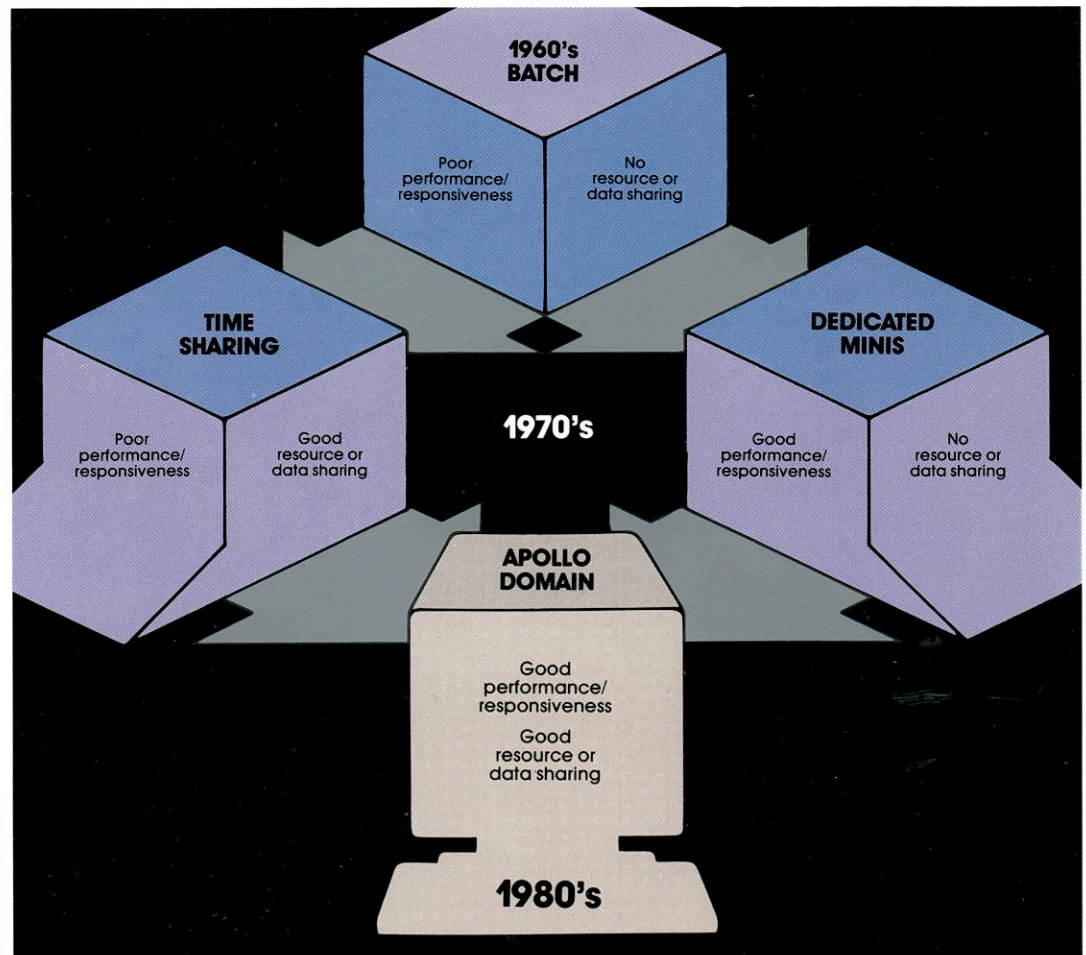 1960's
BATCH
Poor
performance/
responsiveness
No
resource or
data sharing
TIME
SHARING
Poor
performance/
responsiveness
Good
resource or
data sharing
1970's
DEDICATED
MINIS
Good
performance/
responsiveness
No
resource or
data sharing
APOLLO
DOMAIN
Good
performance/
responsiveness
Good
resource or
data sharing
1980's